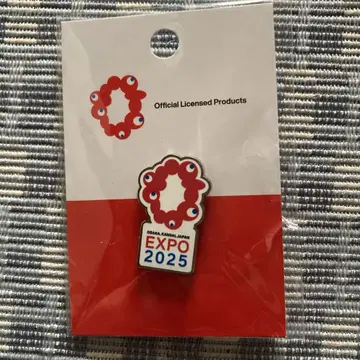 Official Licensed Products
OSAKA, KANSAI, JAPAN
EXPO
2025